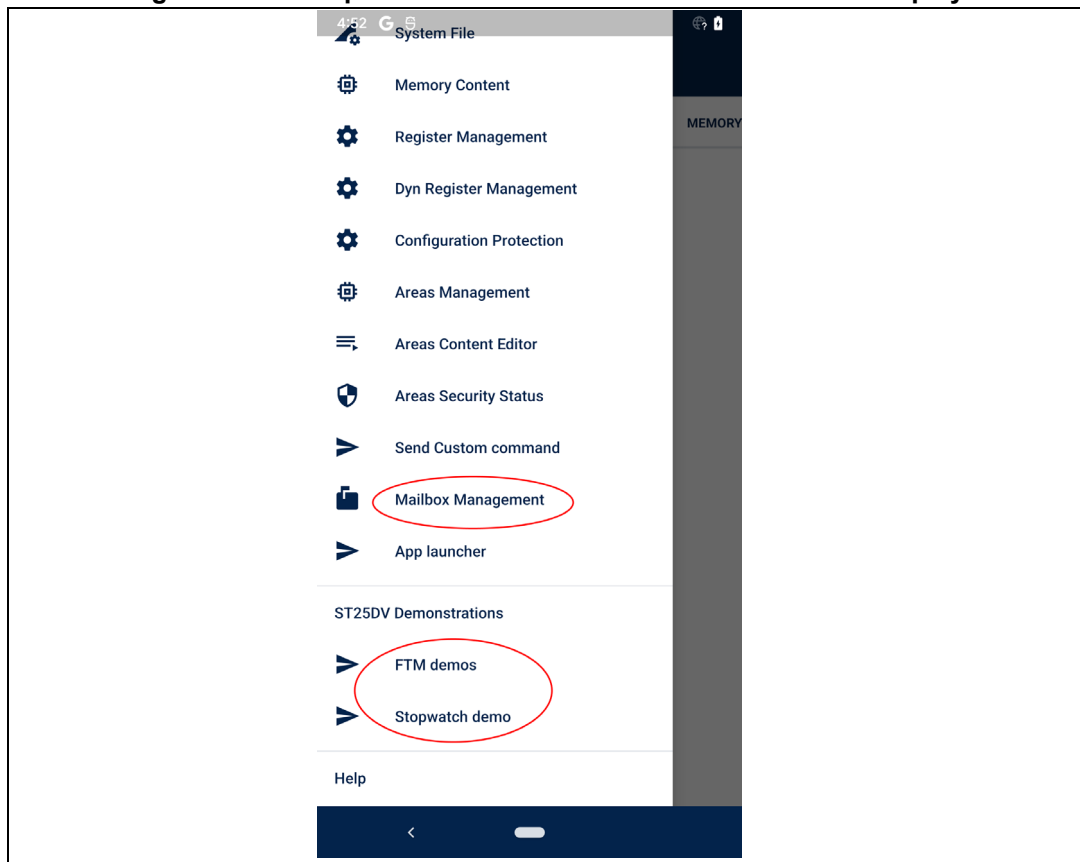 4:52 G
System File
Memory Content
MEMORY
Register Management
Dyn Register Management
Configuration Protection
Areas Management
Areas Content Editor
Areas Security Status
Send Custom command
Mailbox Management
App launcher
ST25DV Demonstrations
FTM demos
Stopwatch demo
Help